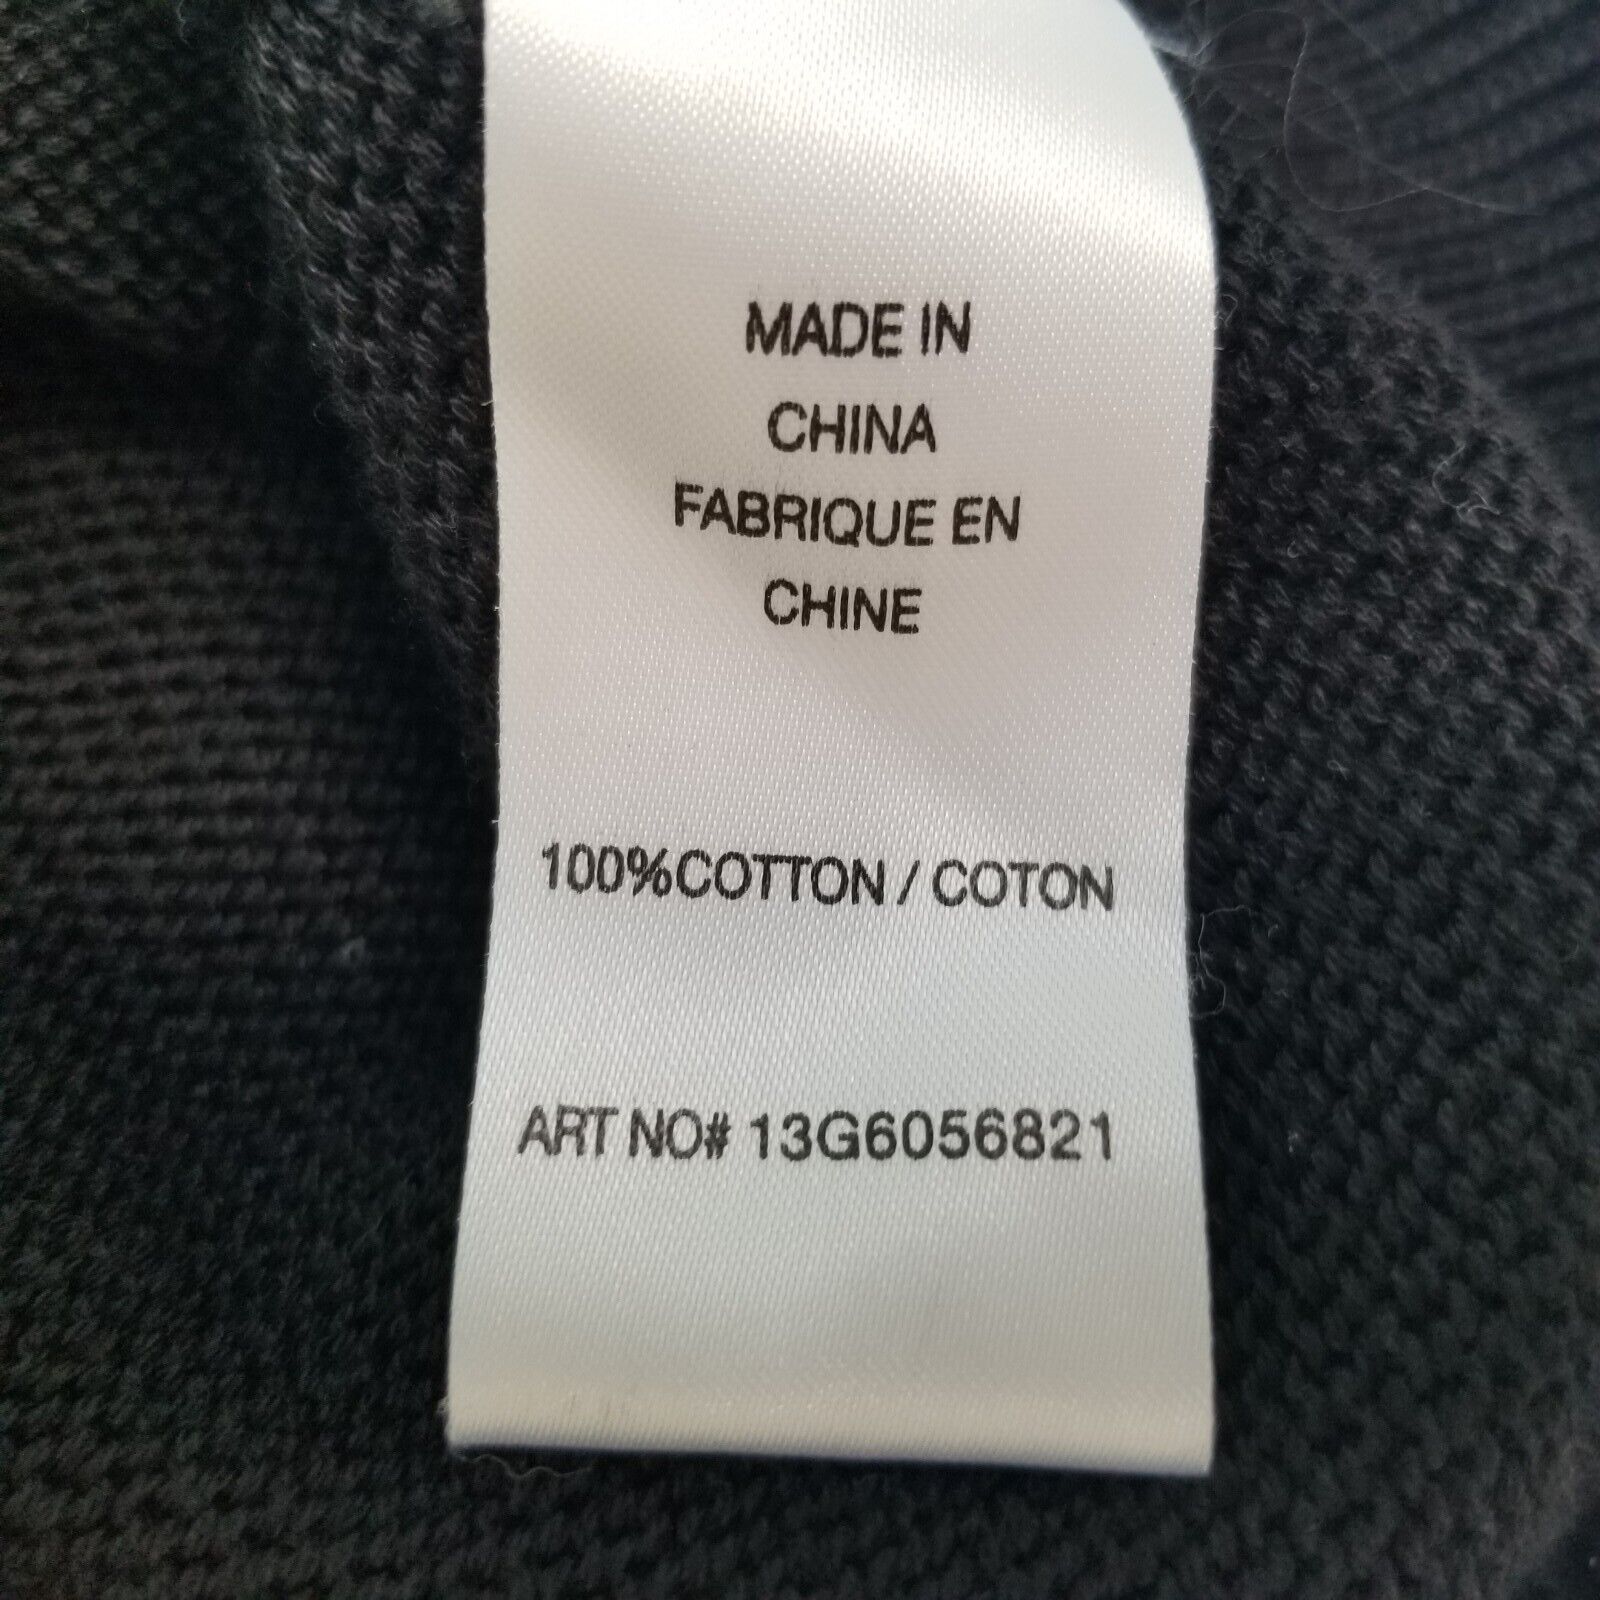 MADE IN
CHINA
FABRIQUE EN
CHINE
100%COTTON / COTON
ART NO# 13G6056821